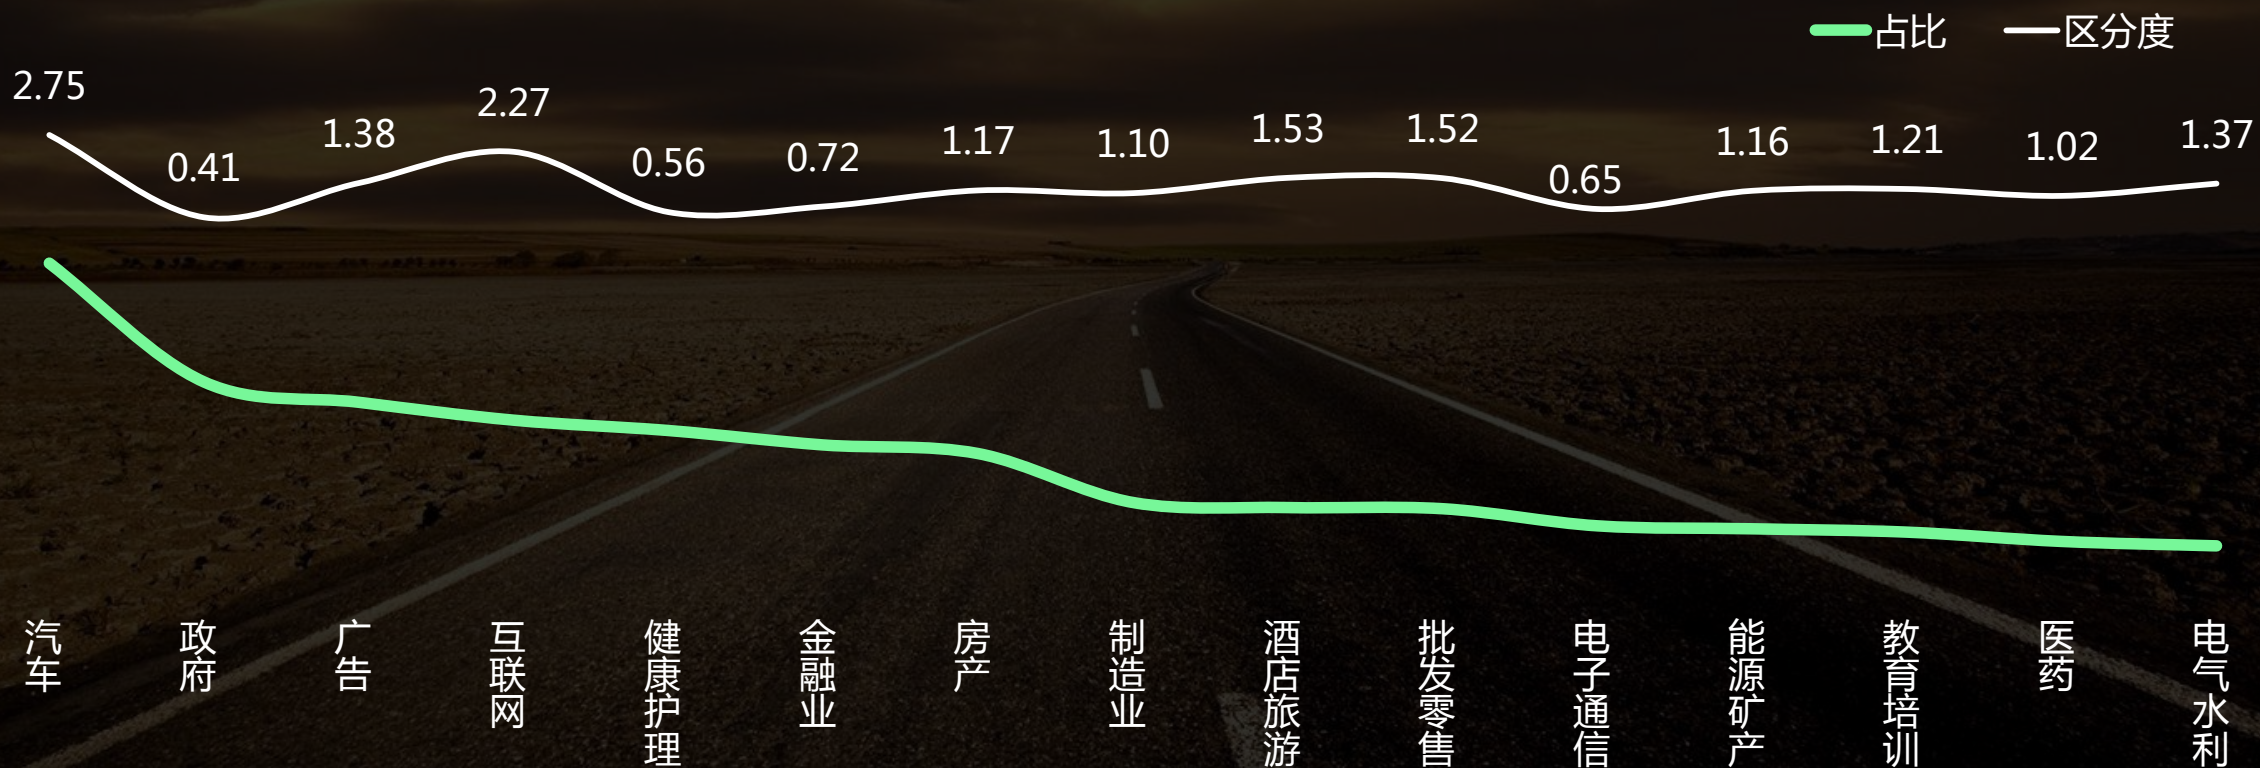 占比 区分度
2.75 0.41 1.38 2.27 0.56 0.72 1.17 1.10 1.53 1.52 0.65 1.16 1.21 1.02 1.37
汽车
政府
广告
互联网
健康护理
金融业
房产
制造业
酒店旅游
批发零售
电子通信
能源矿产
教育培训
医药
电气水利